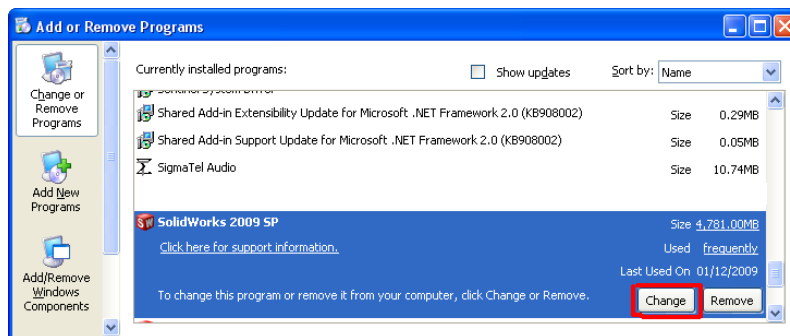 Add or Remove Programs
Change or
Remove
Programs
Add New
Programs
Add/Remove
Windows
Components
Currently installed programs:
Show updates
Sort by: Name
Sentinel System Driver
Shared Add-in Extensibility Update for Microsoft .NET Framework 2.0 (KB908002) Size 0.29MB
Shared Add-in Support Update for Microsoft .NET Framework 2.0 (KB908002) Size 0.05MB
SigmaTel Audio Size 10.74MB
SolidWorks 2009 SP Size 4,781.00MB
Click here for support information. Used frequently
Last Used On 01/12/2009
To change this program or remove it from your computer, click Change or Remove. Change Remove